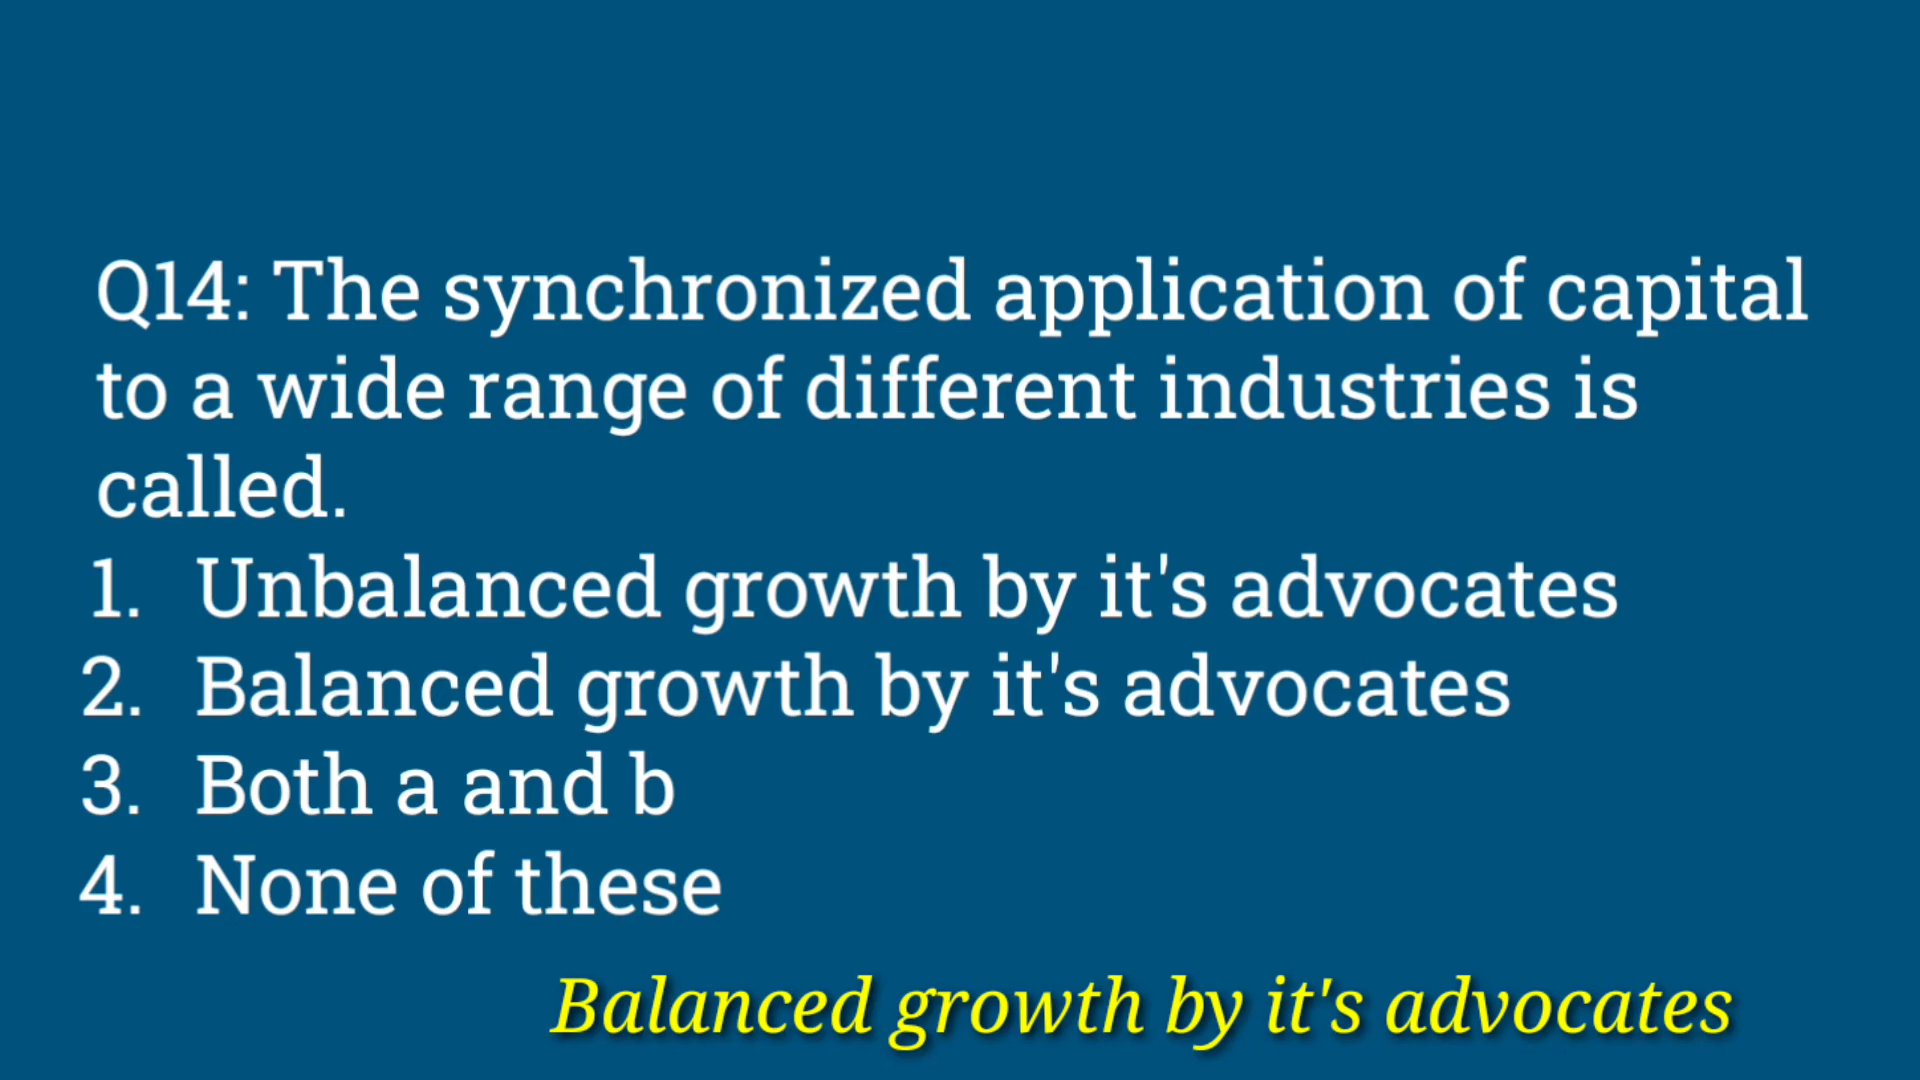 Q14: The synchronized application of capital
to a wide range of different industries is
called.
1. Unbalanced growth by it's advocates
2. Balanced growth by it's advocates
3. Both a and b
4. None of these
Balanced growth by it's advocates